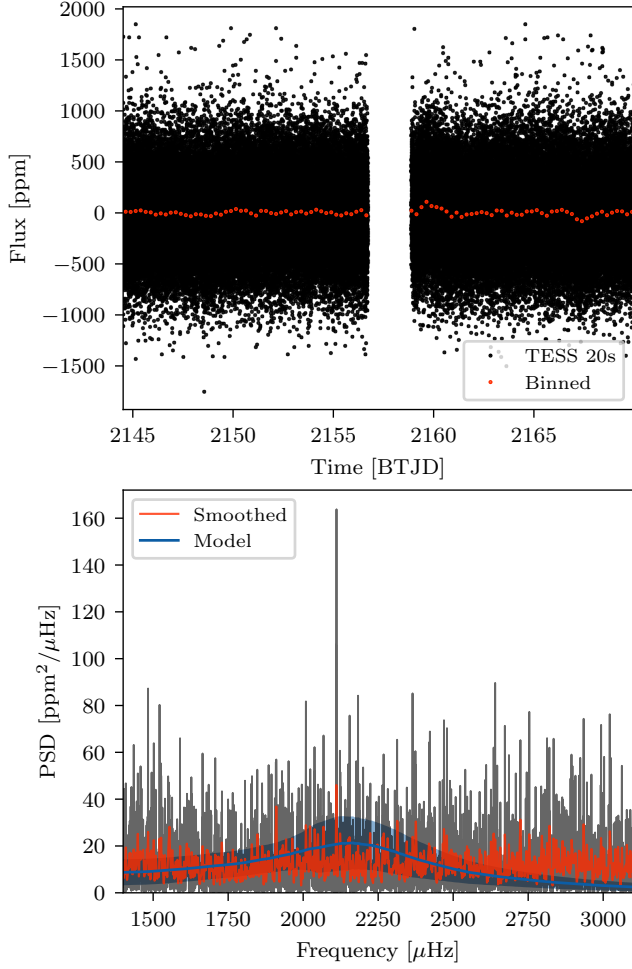 2000
1500
1000
500
0
−500
−1000
−1500
Flux [ppm]
TESS 20s
Binned
2145 2150 2155 2160 2165
Time [BTJD]
Smoothed
Model
160
140
120
100
80
60
40
20
0
PSD [ppm²/μHz]
1500 1750 2000 2250 2500 2750 3000
Frequency [μHz]